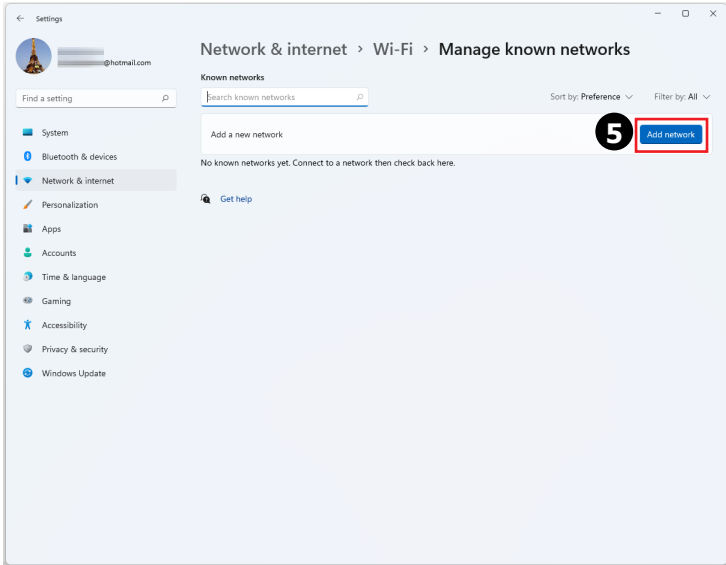 Settings
@hotmail.com
Network & internet > Wi-Fi > Manage known networks
Known networks
Find a setting
Search known networks
Sort by: Preference
Filter by: All
System
Add a new network
5
Add network
Bluetooth & devices
No known networks yet. Connect to a network then check back here.
Network & internet
Get help
Personalization
Apps
Accounts
Time & language
Gaming
Accessibility
Privacy & security
Windows Update